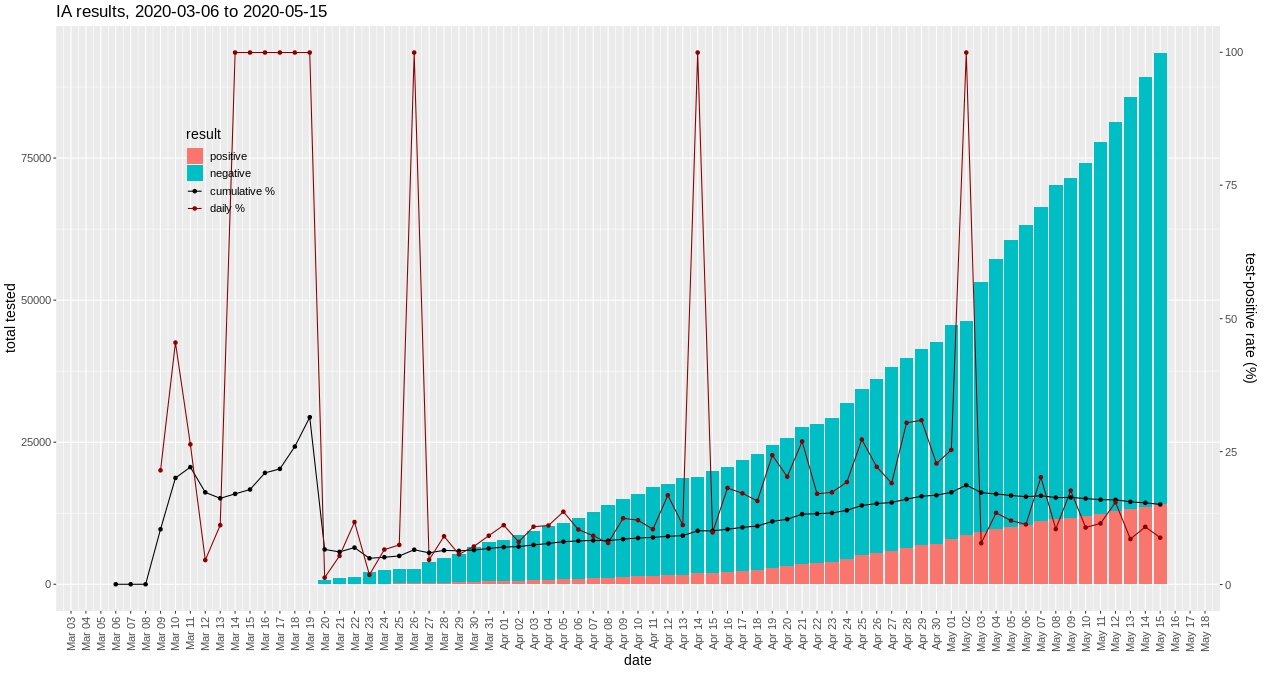 IA results, 2020-03-06 to 2020-05-15
total tested
75000
50000
25000
0
result
positive
negative
cumulative %
daily %
100
75
50
25
0
test-positive rate (%)
Mar 03
Mar 04
Mar 05
Mar 06
Mar 07
Mar 08
Mar 09
Mar 10
Mar 11
Mar 12
Mar 13
Mar 14
Mar 15
Mar 16
Mar 17
Mar 18
Mar 19
Mar 20
Mar 21
Mar 22
Mar 23
Mar 24
Mar 25
Mar 26
Mar 27
Mar 28
Mar 29
Mar 30
Mar 31
Apr 01
Apr 02
Apr 03
Apr 04
Apr 05
Apr 06
Apr 07
Apr 08
Apr 09
Apr 10
Apr 11
Apr 12
Apr 13
Apr 14
Apr 15
Apr 16
Apr 17
Apr 18
Apr 19
Apr 20
Apr 21
Apr 22
Apr 23
Apr 24
Apr 25
Apr 26
Apr 27
Apr 28
Apr 29
Apr 30
May 01
May 02
May 03
May 04
May 05
May 06
May 07
May 08
May 09
May 10
May 11
May 12
May 13
May 14
May 15
May 16
May 17
May 18
date